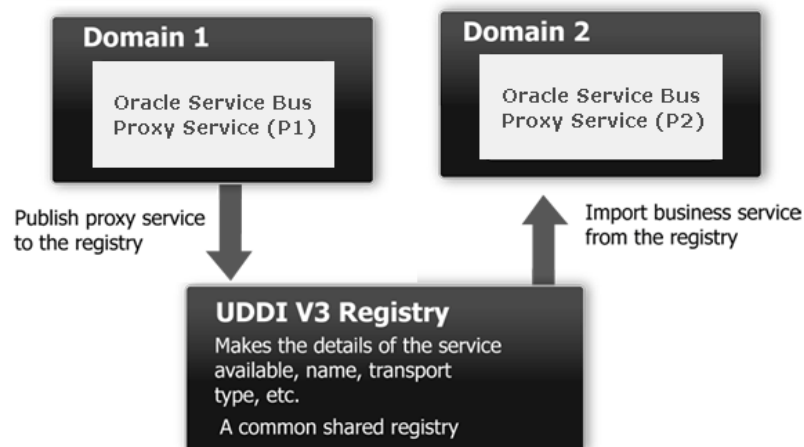 Domain 1
Oracle Service Bus
Proxy Service (P1)
Domain 2
Oracle Service Bus
Proxy Service (P2)
Publish proxy service
to the registry
Import business service
from the registry
UDDI V3 Registry
Makes the details of the service
available, name, transport
type, etc.
A common shared registry